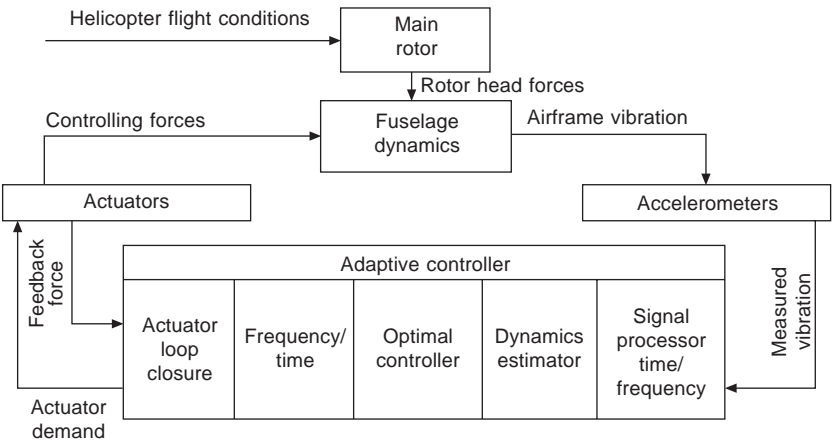 Helicopter flight conditions
Main
rotor
Rotor head forces
Controlling forces
Fuselage
dynamics
Airframe vibration
Actuators
Accelerometers
Feedback
force
Adaptive controller
Measured
vibration
Actuator
loop
closure
Frequency/
time
Optimal
controller
Dynamics
estimator
Signal
processor
time/
frequency
Actuator
demand